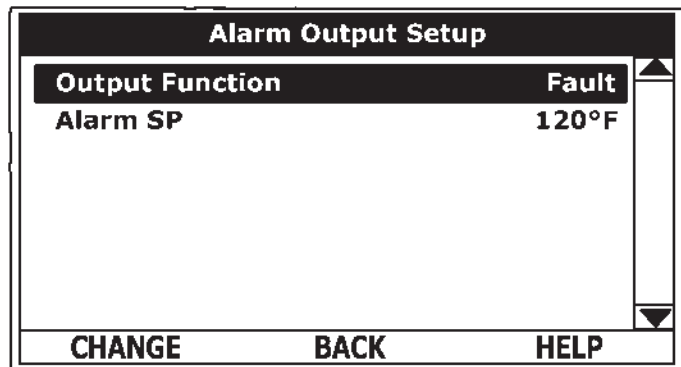 Alarm Output Setup
Output Function Fault
Alarm SP 120°F
CHANGE BACK HELP